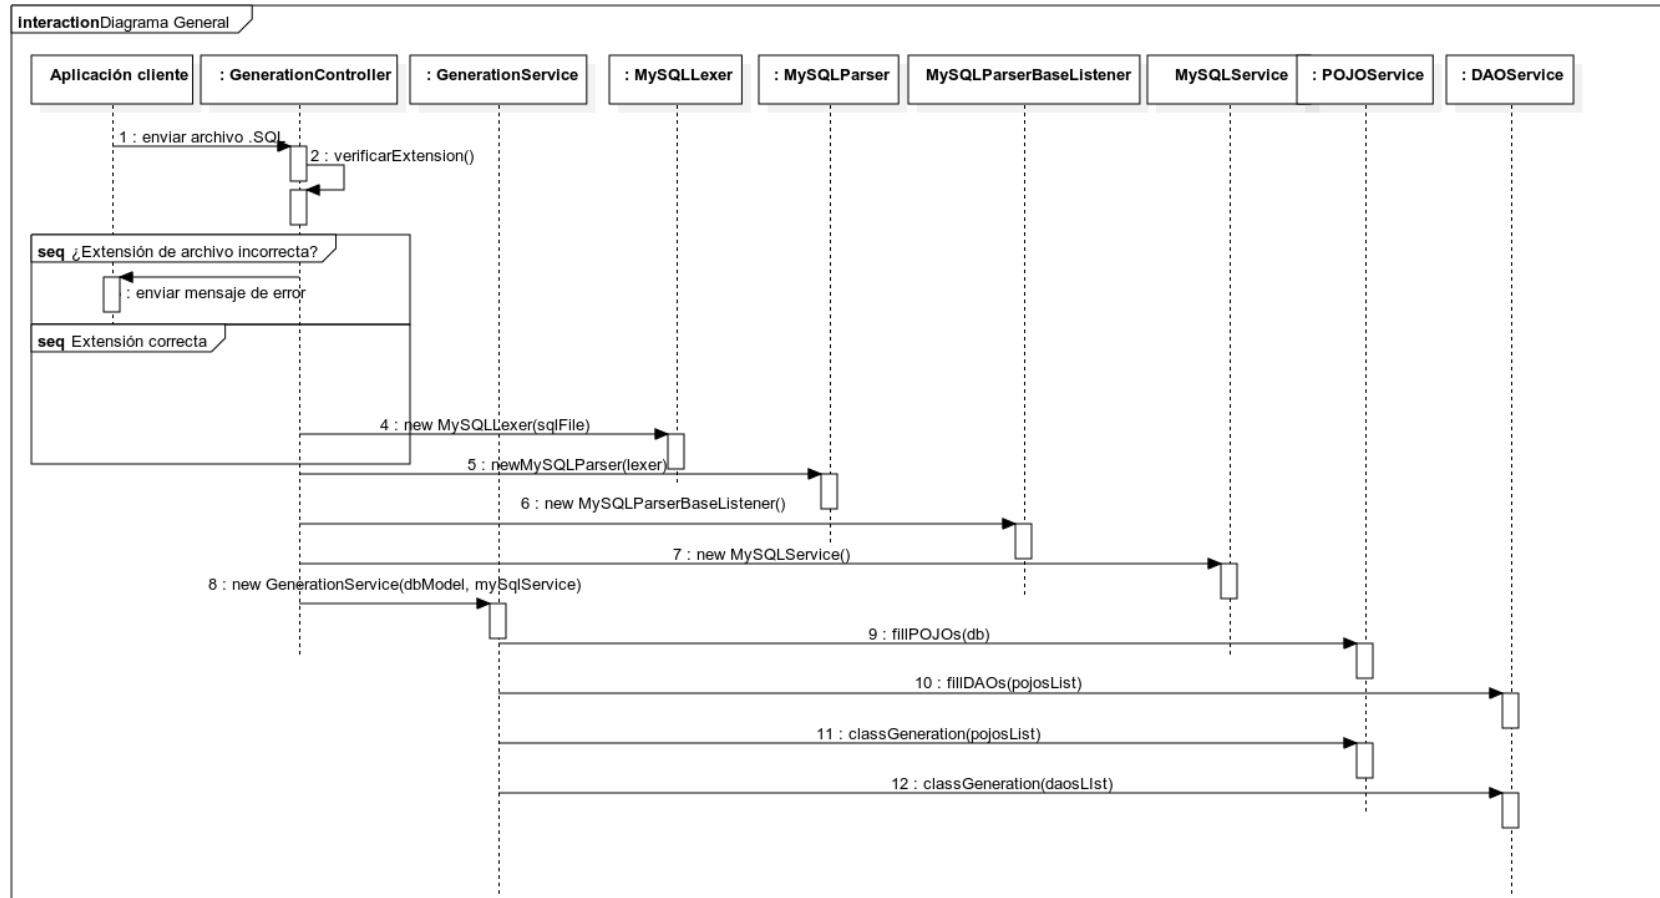 interactionDiagrama General
Aplicación cliente
: GenerationController
: GenerationService
: MySQLLexer
: MySQLParser
MySQLParserBaseListener
MySQLService
: POJOService
: DAOService
1 : enviar archivo .SQL
2 : verificarExtension()
seq ¿Extensión de archivo incorrecta?
: enviar mensaje de error
seq Extensión correcta
4 : new MySQLLexer(sqlFile)
5 : newMySQLParser(lexer)
6 : new MySQLParserBaseListener()
7 : new MySQLService()
8 : new GenerationService(dbModel, mySqlService)
9 : fillPOJOs(db)
10 : fillDAOs(pojosList)
11 : classGeneration(pojosList)
12 : classGeneration(daosLIst)